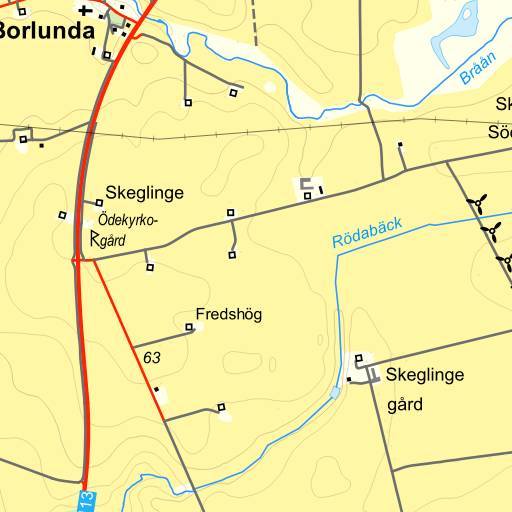 Borlunda
Bråån
Sk
Sö
Skeglinge
Ödekyrko-
gård
Rödabäck
Fredshög
63
Skeglinge
gård
13